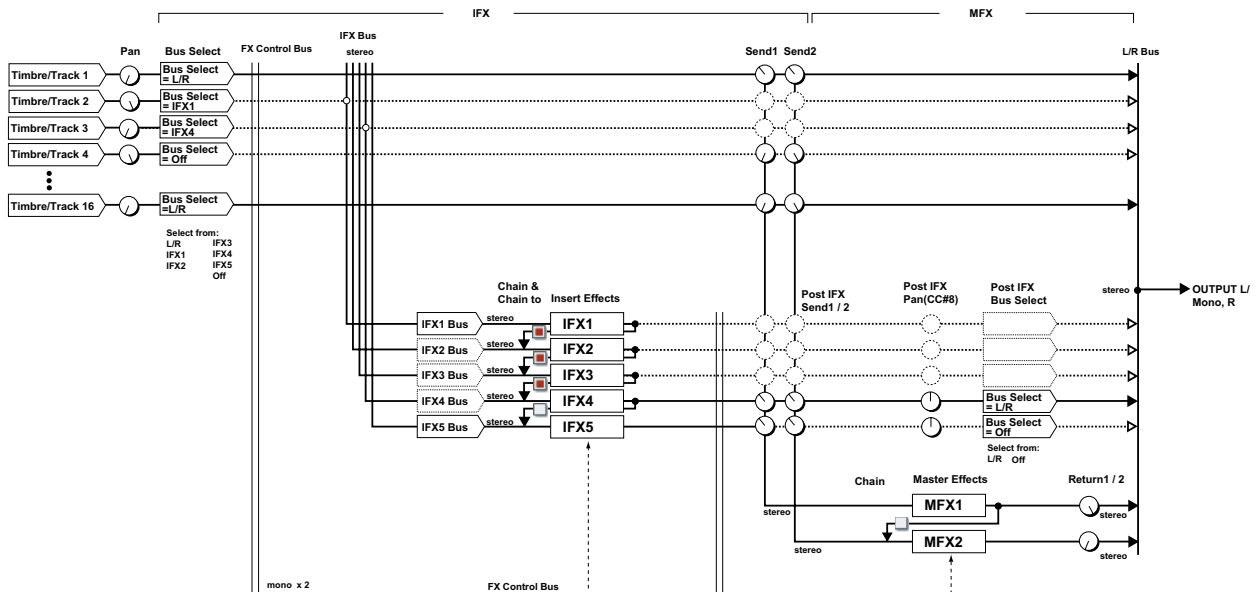 IFX
MFX
Pan
Bus Select
FX Control Bus
IFX Bus
stereo
Send1
Send2
L/R Bus
Timbre/Track 1
Bus Select
= L/R
Timbre/Track 2
Bus Select
= IFX1
Timbre/Track 3
Bus Select
= IFX4
Timbre/Track 4
Bus Select
= Off
Timbre/Track 16
Bus Select
=L/R
Select from:
L/R
IFX3
IFX1
IFX4
IFX2
IFX5
Off
stereo
OUTPUT L/
Mono, R
Chain &
Chain to
Insert Effects
Post IFX
Send1 / 2
Post IFX
Pan(CC#8)
Post IFX
Bus Select
IFX1 Bus
stereo
IFX1
IFX2 Bus
stereo
IFX2
IFX3 Bus
stereo
IFX3
IFX4 Bus
stereo
IFX4
Bus Select
= L/R
IFX5 Bus
stereo
IFX5
Bus Select
= Off
Select from:
L/R Off
Chain
Master Effects
Return1 / 2
stereo
MFX1
stereo
stereo
MFX2
stereo
mono x 2
FX Control Bus